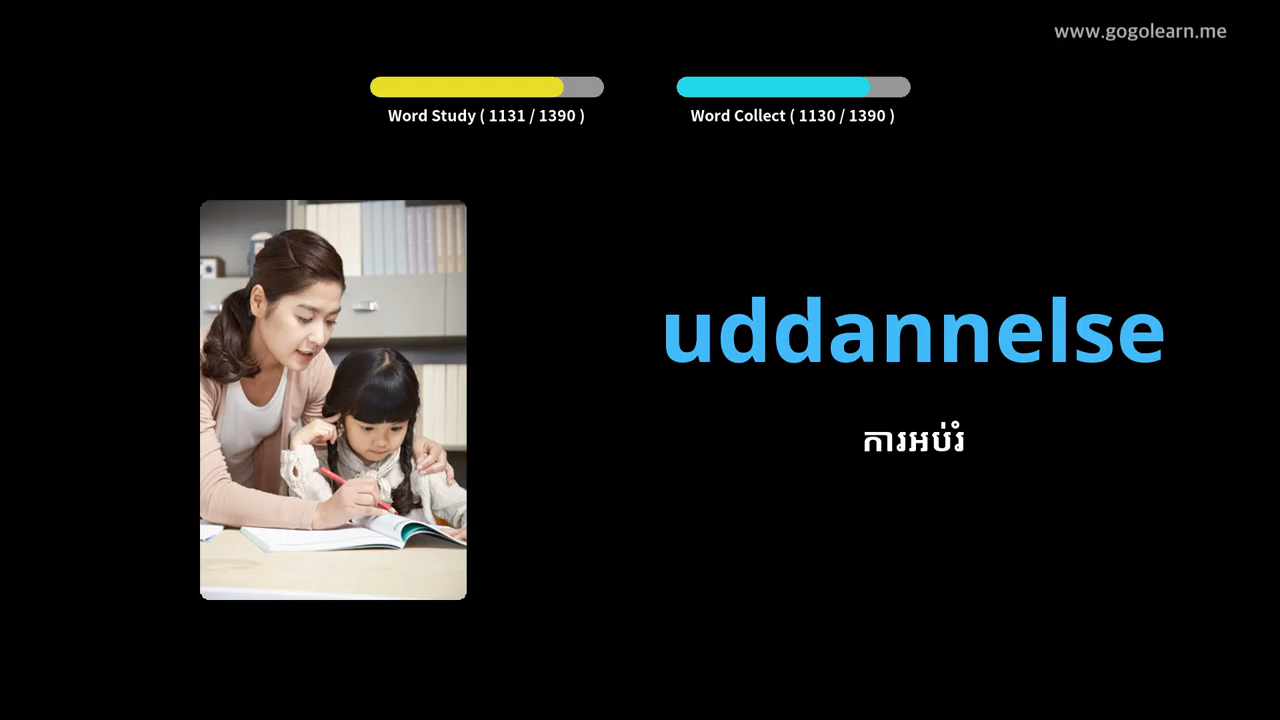 www.gogolearn.me
Word Study ( 1131 / 1390 )
Word Collect ( 1130 / 1390 )
uddannelse
ការអប់រំ